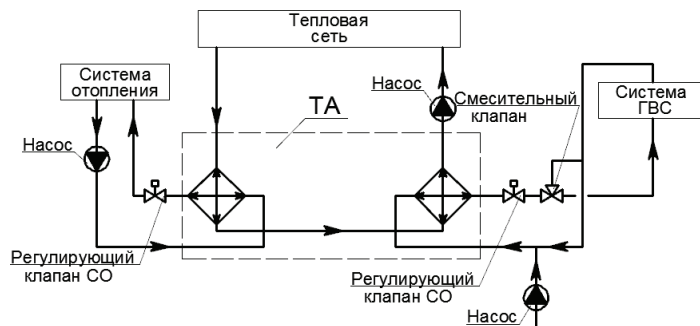 Тепловая
сеть
Система
отопления
Насос
Смесительный
клапан
Система
ГВС
ТА
Насос
Регулирующий
клапан СО
Регулирующий
клапан СО
Насос